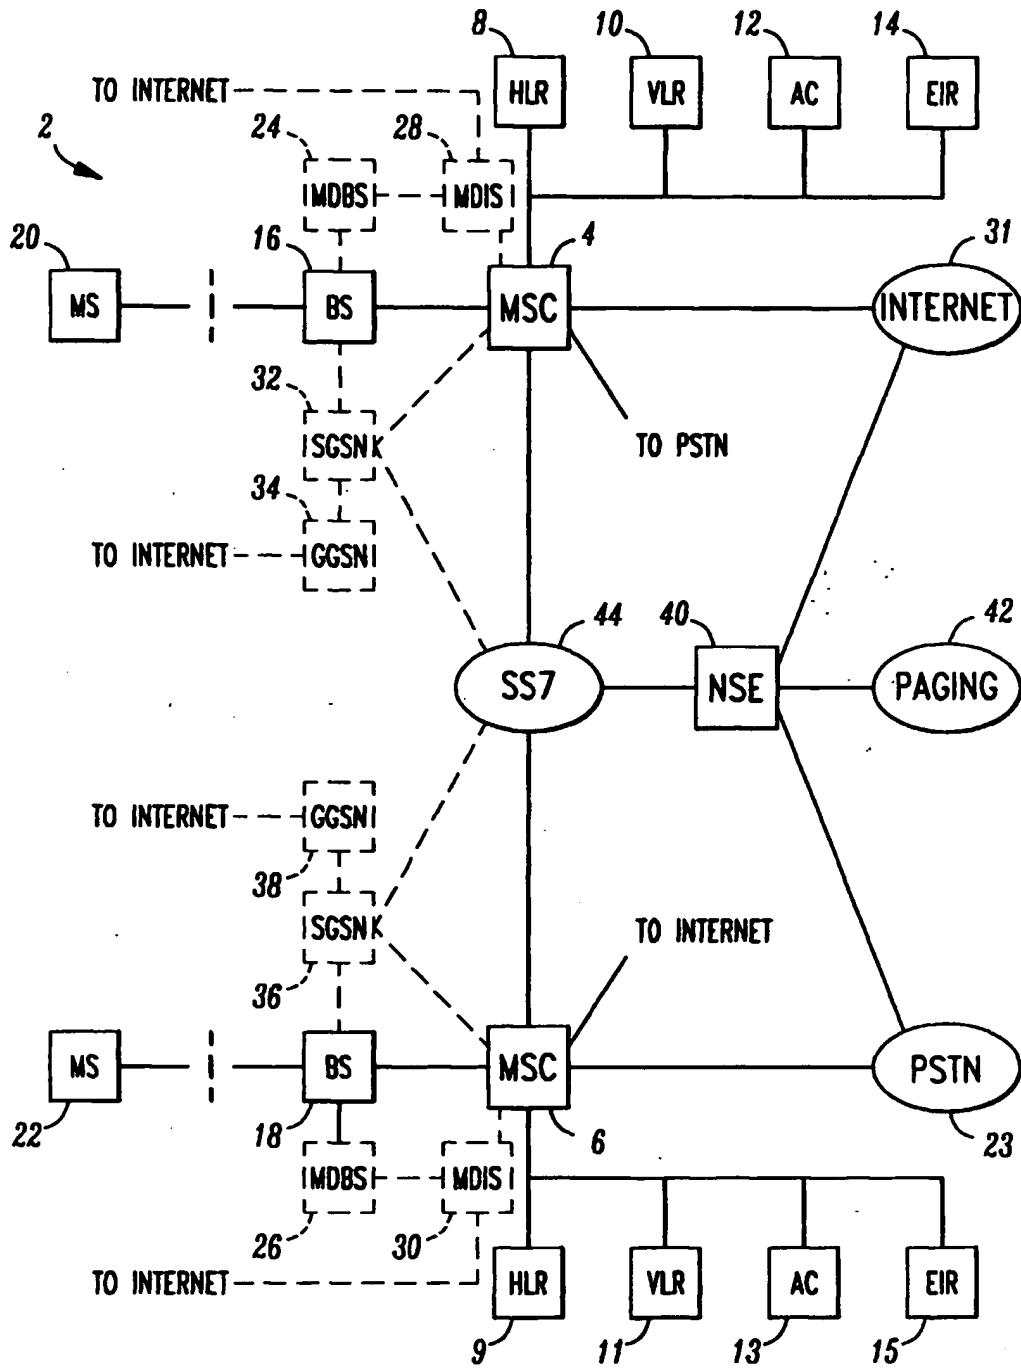 8 10 12 14
TO INTERNET HLR VLR AC EIR
2 24 28
MDBS MDIS
20 16 4 31
MS BS MSC INTERNET
32
SGSN TO PSTN
34
TO INTERNET GGSN
44 40 42
SS7 NSE PAGING
TO INTERNET GGSN
38
SGSN TO INTERNET
36
MS BS MSC PSTN
22 18 6 23
MDBS MDIS
26 30
TO INTERNET HLR VLR AC EIR
9 11 13 15